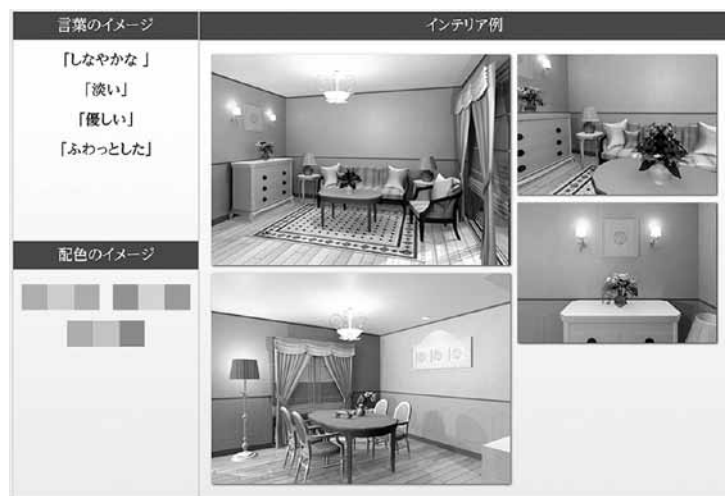 言葉のイメージ
「しなやかな 」
「淡い」
「優しい」
「ふわっとした」
配色のイメージ
インテリア例